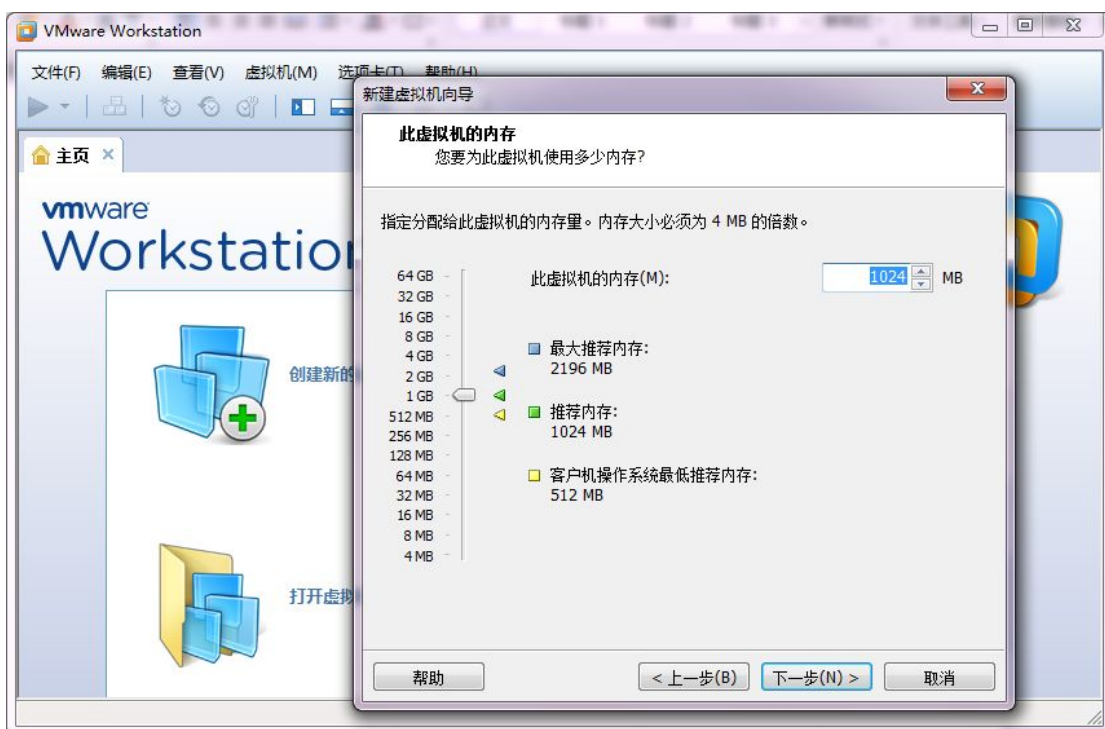 VMware Workstation
文件(F) 编辑(E) 查看(V) 虚拟机(M) 选项卡(T) 帮助(H)
新建虚拟机向导
主页
此虚拟机的内存
您要为此虚拟机使用多少内存?
vmware
Workstation
指定分配给此虚拟机的内存量。内存大小必须为 4 MB 的倍数。
64 GB
此虚拟机的内存(M): 1024 MB
32 GB
16 GB
8 GB
最大推荐内存:
4 GB
2196 MB
2 GB
创建新的
1 GB
推荐内存:
512 MB
1024 MB
256 MB
128 MB
64 MB
客户机操作系统最低推荐内存:
32 MB
512 MB
16 MB
8 MB
4 MB
打开虚拟
帮助 < 上一步(B) 下一步(N) > 取消